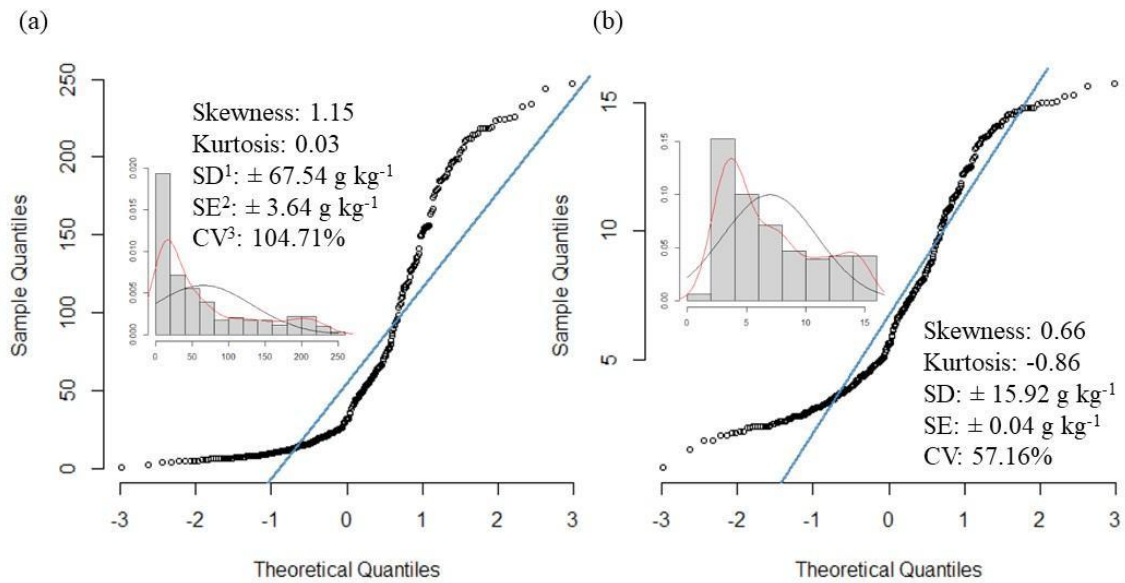 (a)
(b)
Sample Quantiles
250
200
150
100
50
0
Skewness: 1.15
Kurtosis: 0.03
SD¹: ± 67.54 g kg⁻¹
SE²: ± 3.64 g kg⁻¹
CV³: 104.71%
0.020
0.015
0.010
0.005
0.000
0 50 100 150 200 250
-3 -2 -1 0 1 2 3
Theoretical Quantiles
Sample Quantiles
15
10
5
0.15
0.10
0.05
0.00
0 5 10 15
Skewness: 0.66
Kurtosis: -0.86
SD: ± 15.92 g kg⁻¹
SE: ± 0.04 g kg⁻¹
CV: 57.16%
-3 -2 -1 0 1 2 3
Theoretical Quantiles